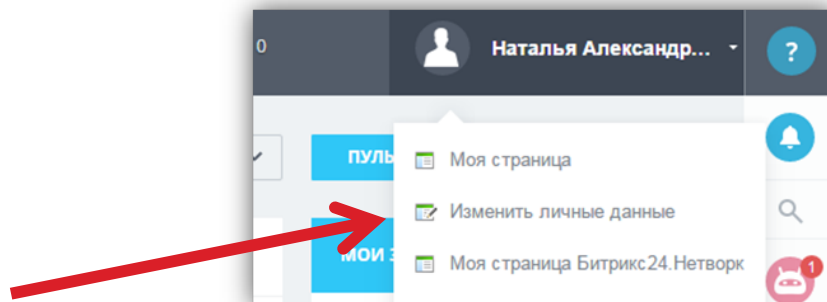 0
Наталья Александр...
?
ПУЛЬ
Моя страница
Изменить личные данные
МОИ З
Моя страница Битрикс24.Нетворк
1